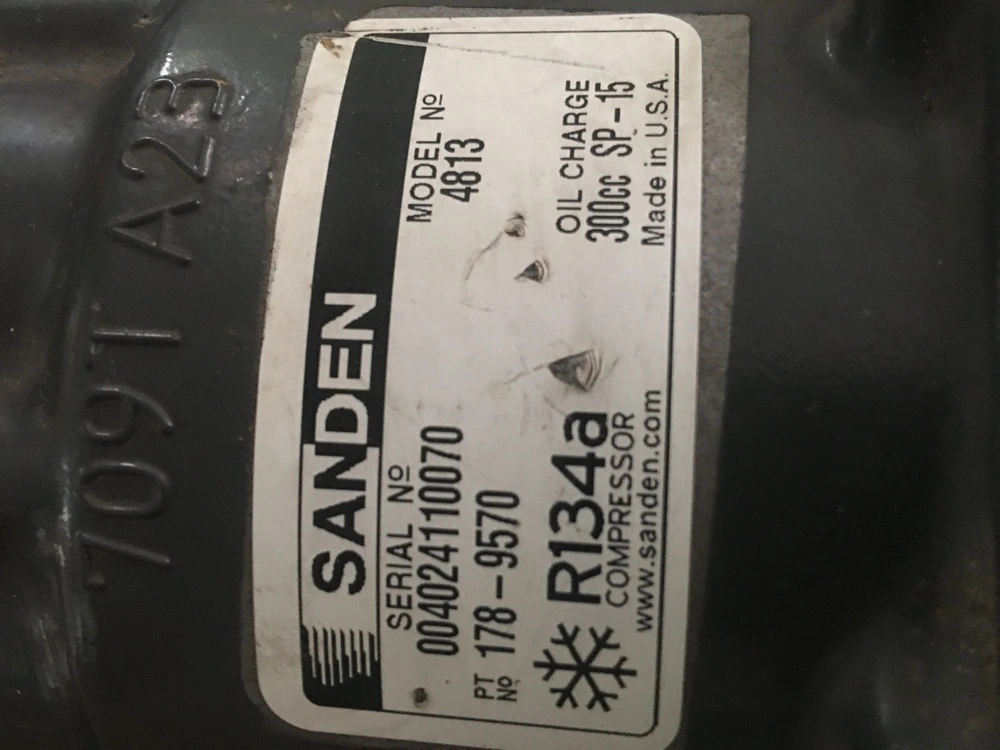 709T A23
SANDEN
SERIAL Nº
004024110070
MODEL Nº
4813
PT Nº 178-9570
R134a
COMPRESSOR
www.sanden.com
OIL CHARGE
300cc SP-15
Made in U.S.A.